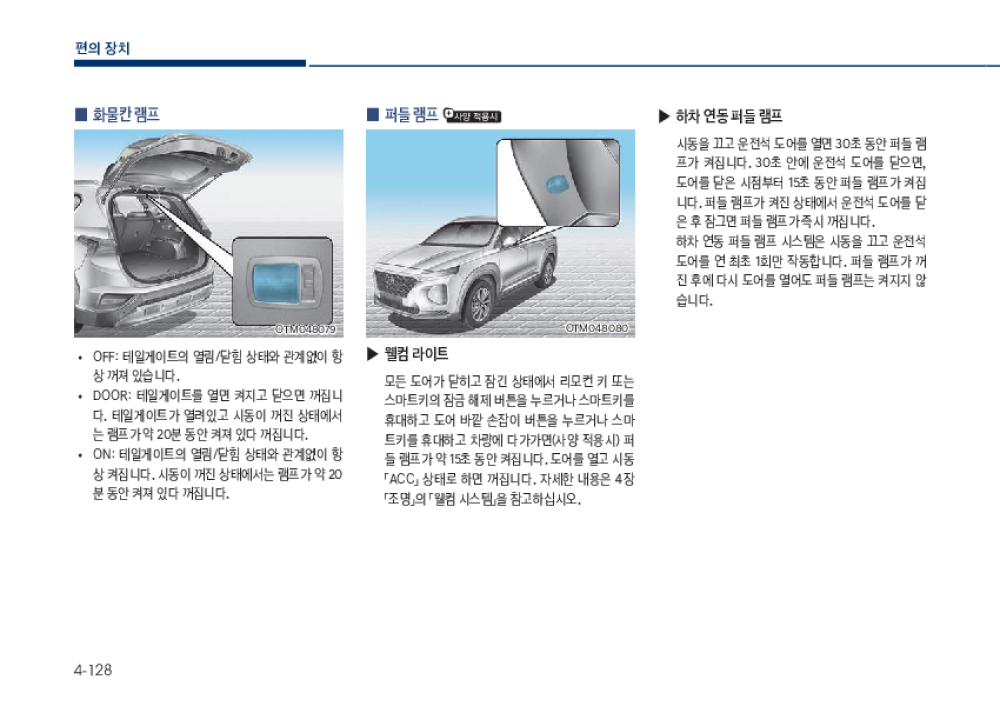 편의 장치
■ 화물칸 램프
OTM048079
• OFF: 테일게이트의 열림/닫힘 상태와 관계없이 항
상 꺼져 있습니다.
• DOOR: 테일게이트를 열면 켜지고 닫으면 꺼집니
다. 테일게이트가 열려있고 시동이 꺼진 상태에서
는 램프가 약 20분 동안 켜져 있다 꺼집니다.
• ON: 테일게이트의 열림/닫힘 상태와 관계없이 항
상 켜집니다. 시동이 꺼진 상태에서는 램프가 약 20
분 동안 켜져 있다 꺼집니다.
■ 퍼들 램프 사양 적용시
OTM048080
▶ 웰컴 라이트
모든 도어가 닫히고 잠긴 상태에서 리모컨 키 또는
스마트키의 잠금 해제 버튼을 누르거나 스마트키를
휴대하고 도어 바깥 손잡이 버튼을 누르거나 스마
트키를 휴대하고 차량에 다가가면(사양 적용 시) 퍼
들 램프가 약 15초 동안 켜집니다. 도어를 열고 시동
「ACC」 상태로 하면 꺼집니다. 자세한 내용은 4장
「조명」의 「웰컴 시스템」을 참고하십시오.
▶ 하차 연동 퍼들 램프
시동을 끄고 운전석 도어를 열면 30초 동안 퍼들 램
프가 켜집니다. 30초 안에 운전석 도어를 닫으면,
도어를 닫은 시점부터 15초 동안 퍼들 램프가 켜집
니다. 퍼들 램프가 켜진 상태에서 운전석 도어를 닫
은 후 잠그면 퍼들 램프가 즉시 꺼집니다.
하차 연동 퍼들 램프 시스템은 시동을 끄고 운전석
도어를 연 최초 1회만 작동합니다. 퍼들 램프가 꺼
진 후에 다시 도어를 열어도 퍼들 램프는 켜지지 않
습니다.
4-128